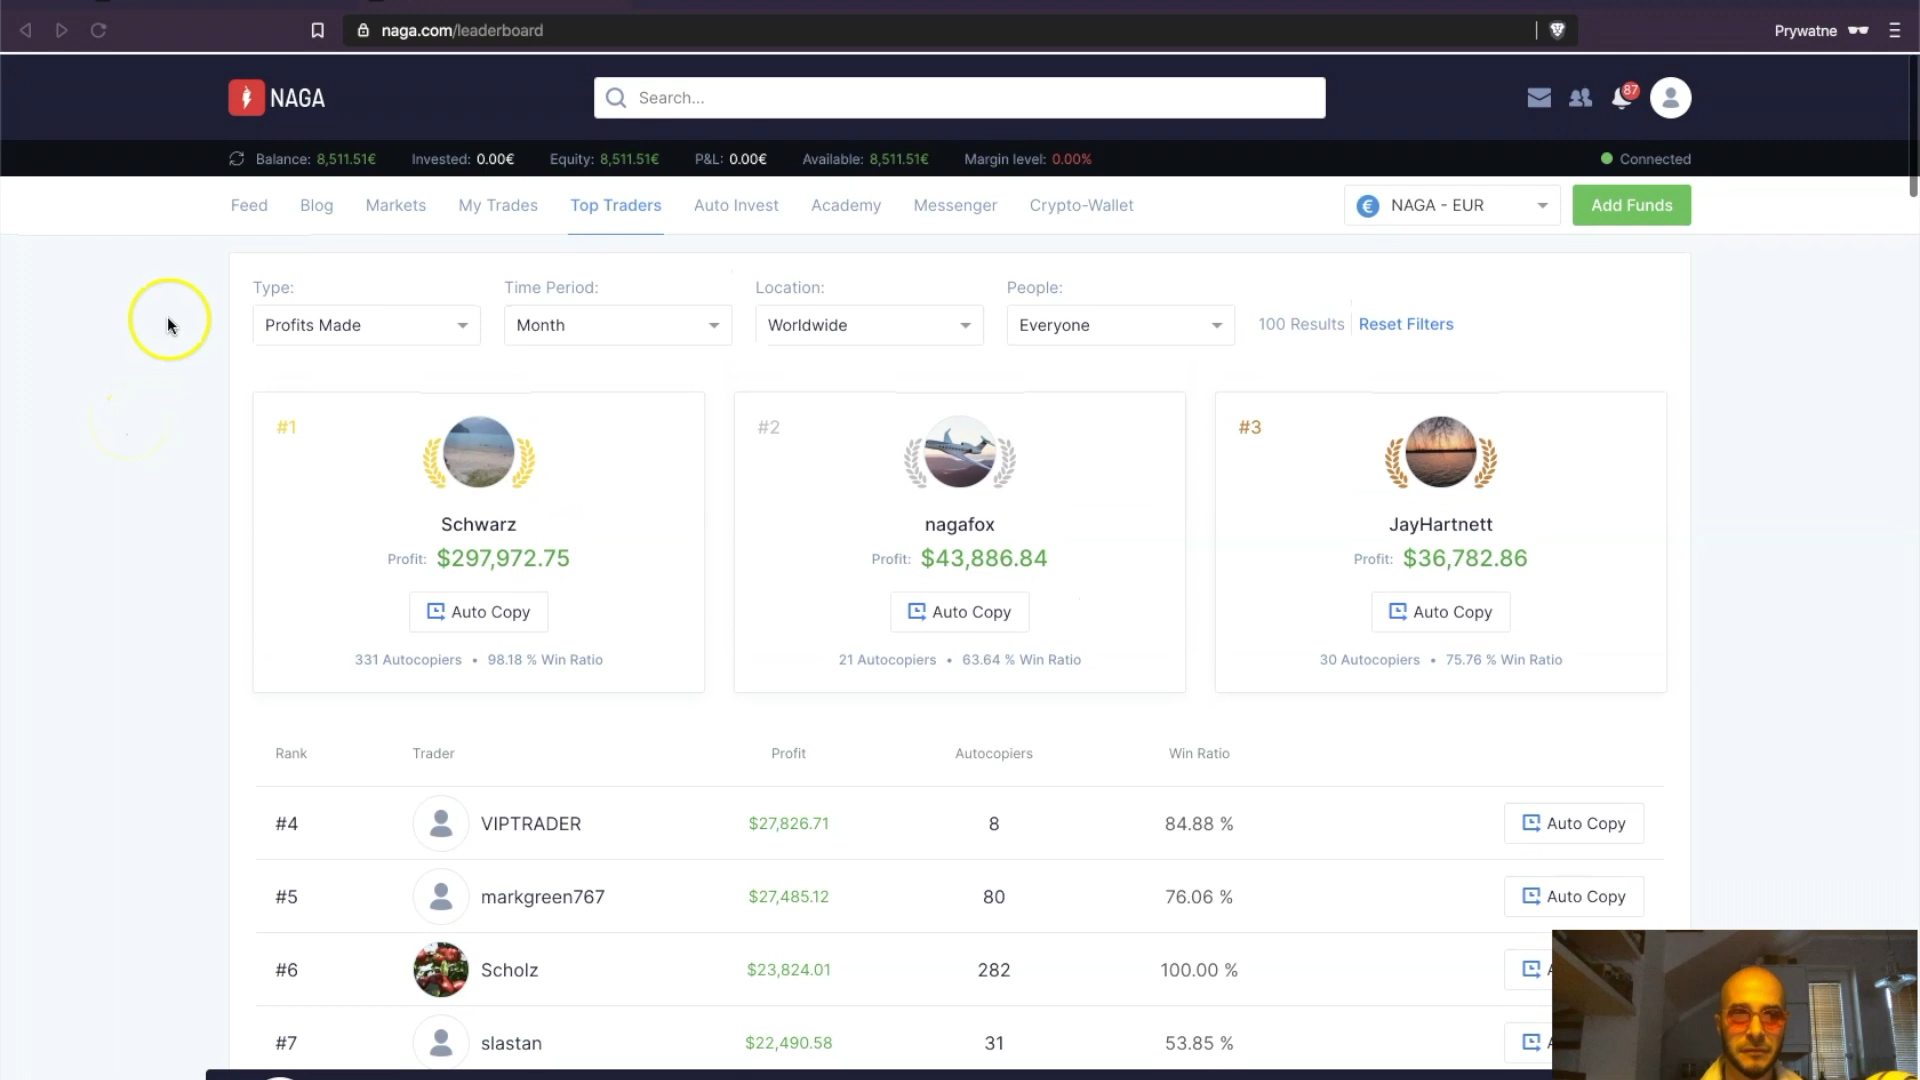 naga.com/leaderboard
Prywatne
NAGA
Search...
87
Balance: 8,511.51€ Invested: 0.00€ Equity: 8,511.51€ P&L: 0.00€ Available: 8,511.51€ Margin level: 0.00% Connected
Feed Blog Markets My Trades Top Traders Auto Invest Academy Messenger Crypto-Wallet € NAGA - EUR Add Funds
Type: Time Period: Location: People:
Profits Made Month Worldwide Everyone 100 Results Reset Filters
#1 #2 #3
Schwarz nagafox JayHartnett
Profit: $297,972.75 Profit: $43,886.84 Profit: $36,782.86
Auto Copy Auto Copy Auto Copy
331 Autocopiers • 98.18 % Win Ratio 21 Autocopiers • 63.64 % Win Ratio 30 Autocopiers • 75.76 % Win Ratio
Rank Trader Profit Autocopiers Win Ratio
#4 VIPTRADER $27,826.71 8 84.88 % Auto Copy
#5 markgreen767 $27,485.12 80 76.06 % Auto Copy
#6 Scholz $23,824.01 282 100.00 %
#7 slastan $22,490.58 31 53.85 %